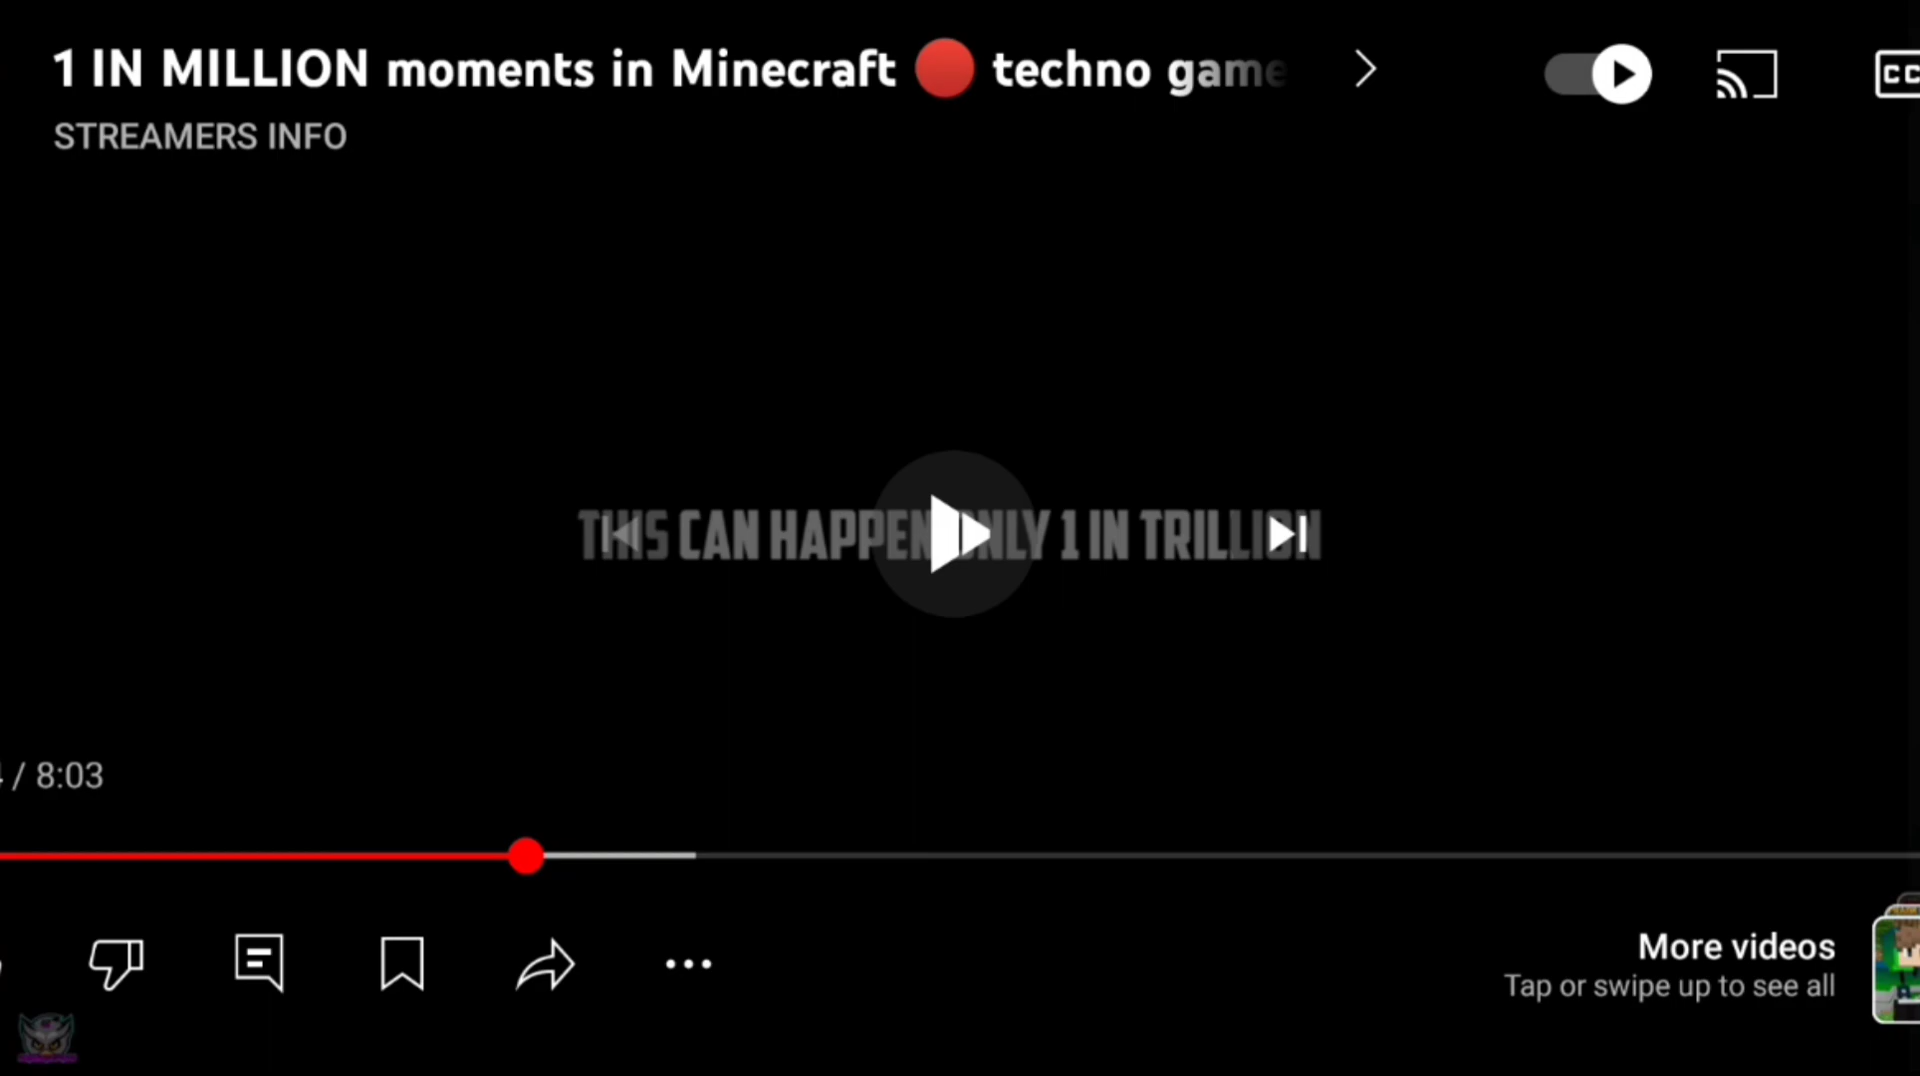 1 IN MILLION moments in Minecraft 🔴 techno game
STREAMERS INFO
CC
THIS CAN HAPPEN ONLY 1 IN TRILLION
/ 8:03
More videos
Tap or swipe up to see all